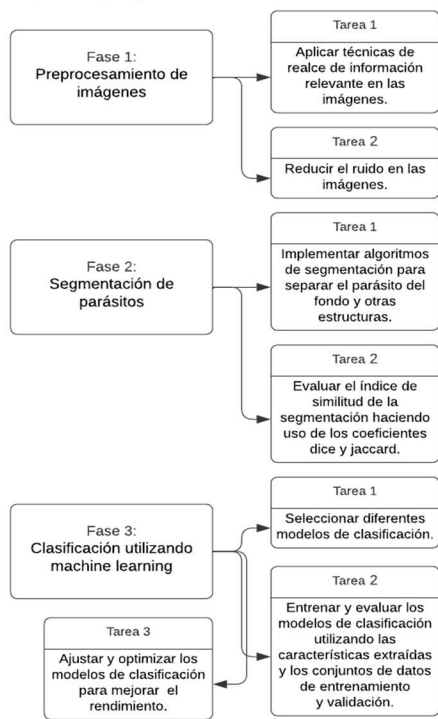 Fase 1:
Preprocesamiento de
imágenes
Tarea 1
Aplicar técnicas de
realce de información
relevante en las
imágenes.
Tarea 2
Reducir el ruido en las
imágenes.
Fase 2:
Segmentación de
parásitos
Tarea 1
Implementar algoritmos
de segmentación para
separar el parásito del
fondo y otras
estructuras.
Tarea 2
Evaluar el índice de
similitud de la
segmentación haciendo
uso de los coeficientes
dice y jaccard.
Fase 3:
Clasificación utilizando
machine learning
Tarea 1
Seleccionar diferentes
modelos de clasificación.
Tarea 2
Entrenar y evaluar los
modelos de clasificación
utilizando las
características extraídas
y los conjuntos de datos
de entrenamiento
y validación.
Tarea 3
Ajustar y optimizar los
modelos de clasificación
para mejorar el
rendimiento.